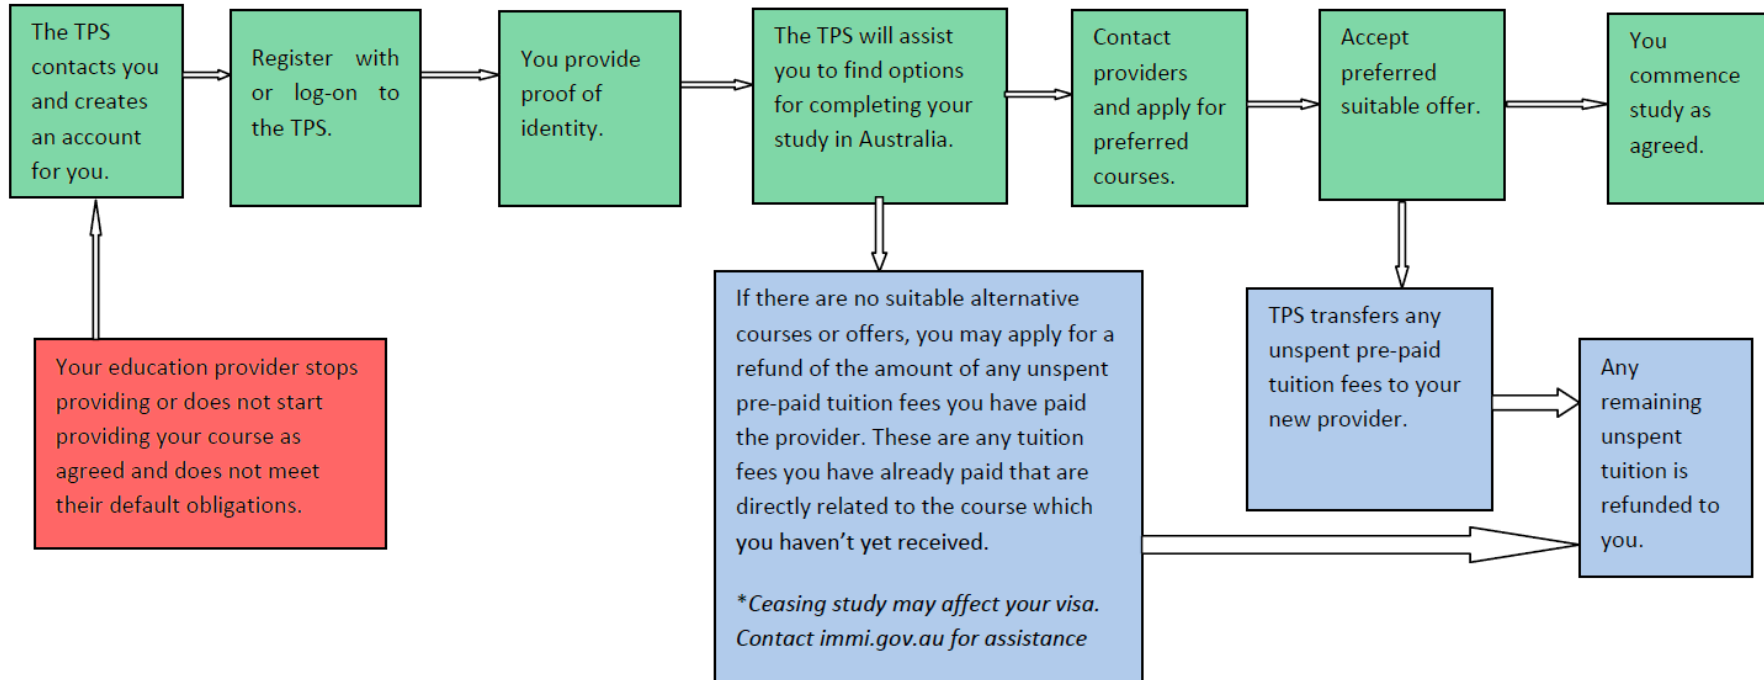 The TPS
contacts you
and creates
an account
for you.
Register with
or log-on to
the TPS.
You provide
proof of
identity.
The TPS will assist
you to find options
for completing your
study in Australia.
Contact
providers
and apply for
preferred
courses.
Accept
preferred
suitable offer.
You
commence
study as
agreed.
Your education provider stops
providing or does not start
providing your course as
agreed and does not meet
their default obligations.
If there are no suitable alternative
courses or offers, you may apply for a
refund of the amount of any unspent
pre-paid tuition fees you have paid
the provider. These are any tuition
fees you have already paid that are
directly related to the course which
you haven’t yet received.
*Ceasing study may affect your visa.
Contact immi.gov.au for assistance
TPS transfers any
unspent pre-paid
tuition fees to your
new provider.
Any
remaining
unspent
tuition is
refunded to
you.